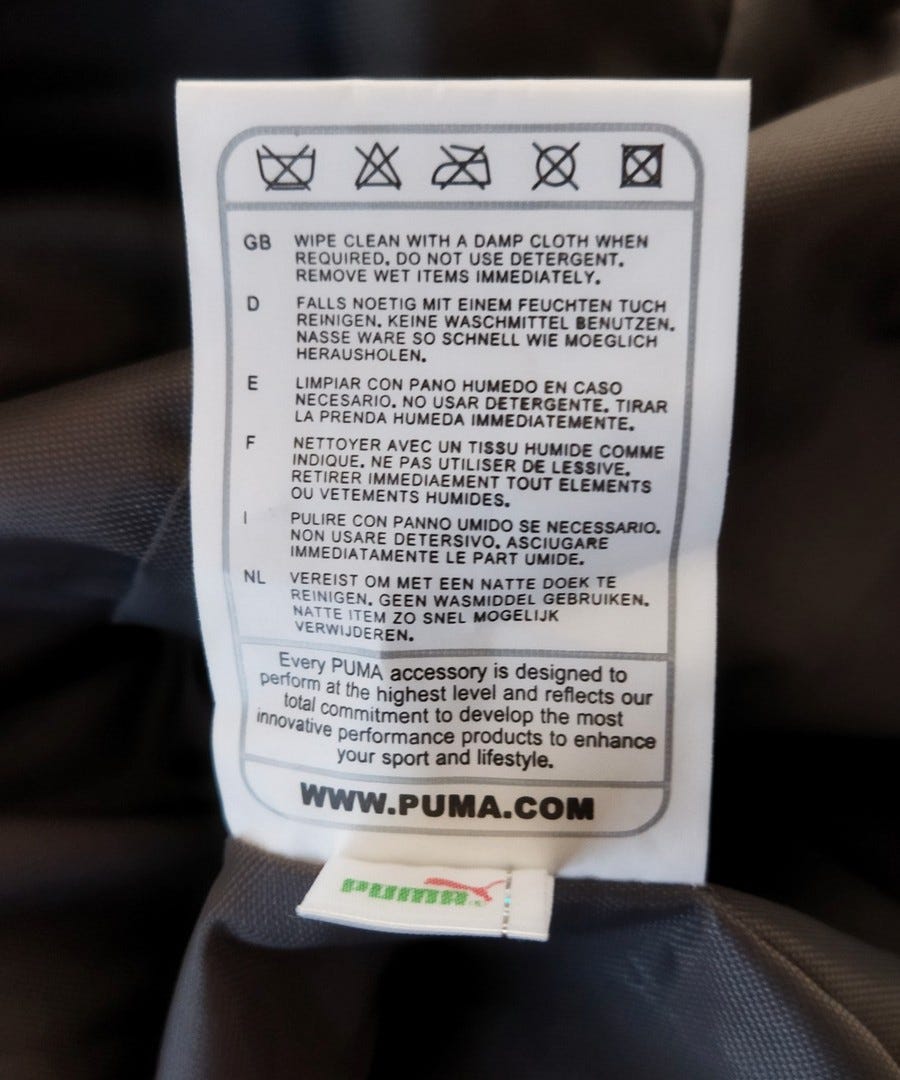 GB WIPE CLEAN WITH A DAMP CLOTH WHEN
REQUIRED. DO NOT USE DETERGENT.
REMOVE WET ITEMS IMMEDIATELY.
D FALLS NOETIG MIT EINEM FEUCHTEN TUCH
REINIGEN. KEINE WASCHMITTEL BENUTZEN.
NASSE WARE SO SCHNELL WIE MOEGLICH
HERAUSHOLEN.
E LIMPIAR CON PANO HUMEDO EN CASO
NECESARIO. NO USAR DETERGENTE. TIRAR
LA PRENDA HUMEDA IMMEDIATEMENTE.
F NETTOYER AVEC UN TISSU HUMIDE COMME
INDIQUE. NE PAS UTILISER DE LESSIVE.
RETIRER IMMEDIAEMENT TOUT ELEMENTS
OU VETEMENTS HUMIDES.
I PULIRE CON PANNO UMIDO SE NECESSARIO.
NON USARE DETERSIVO. ASCIUGARE
IMMEDIATAMENTE LE PART UMIDE.
NL VEREIST OM MET EEN NATTE DOEK TE
REINIGEN. GEEN WASMIDDEL GEBRUIKEN.
NATTE ITEM ZO SNEL MOGELIJK
VERWIJDEREN.
Every PUMA accessory is designed to
perform at the highest level and reflects our
total commitment to develop the most
innovative performance products to enhance
your sport and lifestyle.
WWW.PUMA.COM
PUMA